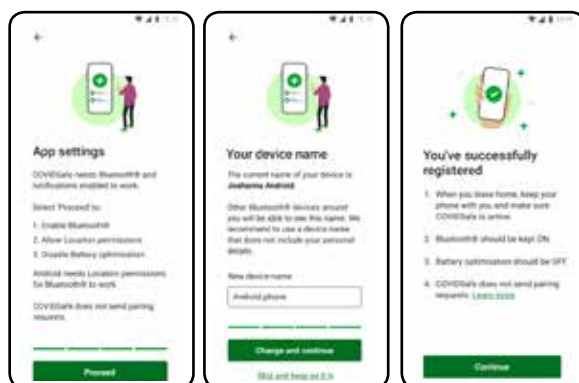 App settings
COVIDSafe needs Bluetooth® and
notifications enabled to work.
Select 'Proceed' to:
1. Enable Bluetooth®
2. Allow Location permissions
3. Disable Battery optimisation
Android needs Location permissions
for Bluetooth® to work.
COVIDSafe does not send pairing
requests.
Proceed
Your device name
The current name of your device is
Android.
Other Bluetooth® devices around
you will be able to see this name. We
recommend to use a device name
that does not include your personal
details.
New device name
Android phone
Change and continue
Skip and keep as it is
You've successfully
registered
1. When you leave home, keep your
phone with you and make sure
COVIDSafe is active
2. Bluetooth® should be kept ON
3. Battery optimisation should be OFF
4. COVIDSafe does not send pairing
requests. Learn more
Continue